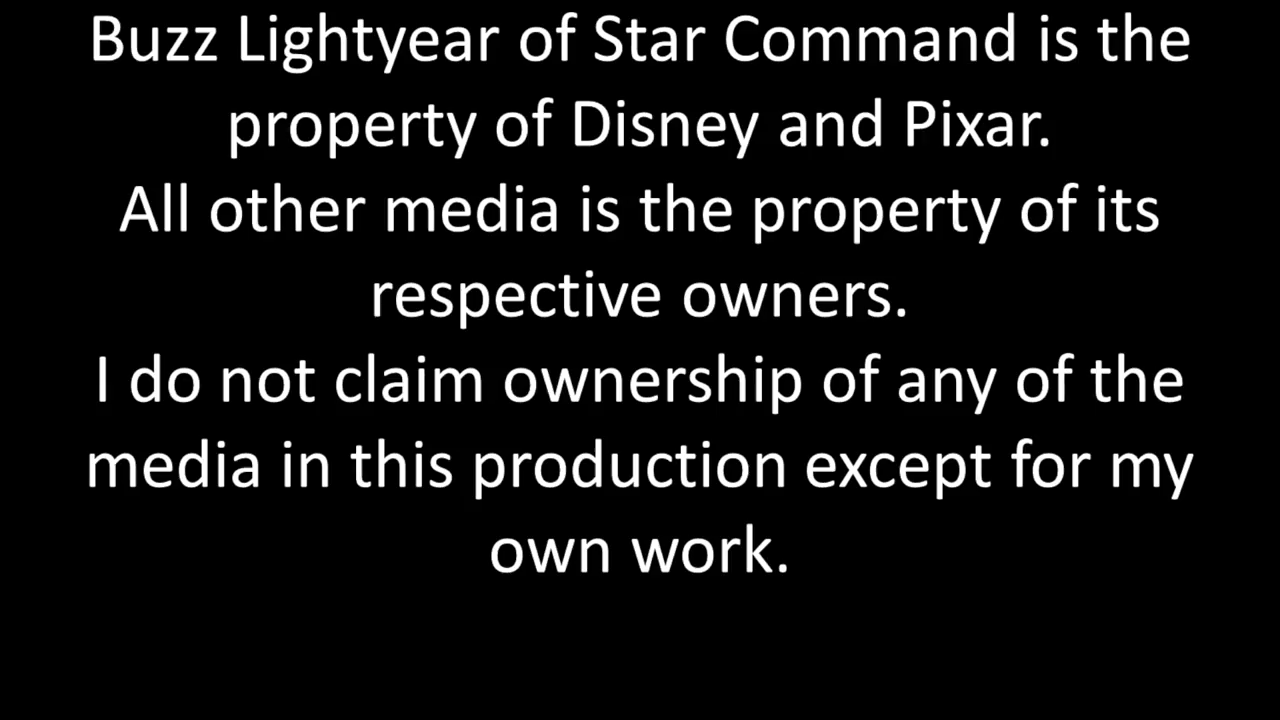 Buzz Lightyear of Star Command is the
property of Disney and Pixar.
All other media is the property of its
respective owners.
I do not claim ownership of any of the
media in this production except for my
own work.